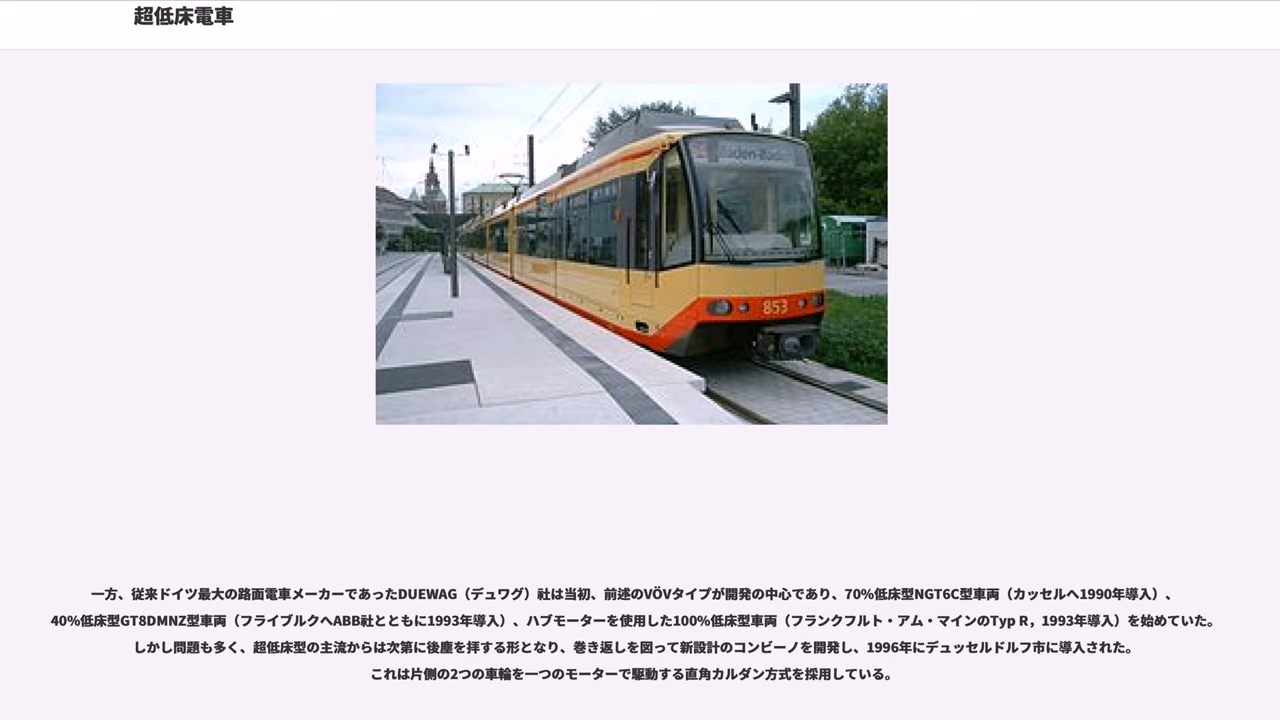 超低床電車
Baden-Baden
853
一方、従来ドイツ最大の路面電車メーカーであったDUEWAG（デュワグ）社は当初、前述のVÖVタイプが開発の中心であり、70%低床型NGT6C型車両（カッセルへ1990年導入）、
40%低床型GT8DMNZ型車両（フライブルクへABB社とともに1993年導入）、ハブモーターを使用した100%低床型車両（フランクフルト・アム・マインのTyp R，1993年導入）を始めていた。
しかし問題も多く、超低床型の主流からは次第に後塵を拝する形となり、巻き返しを図って新設計のコンビーノを開発し、1996年にデュッセルドルフ市に導入された。
これは片側の2つの車輪を一つのモーターで駆動する直角カルダン方式を採用している。